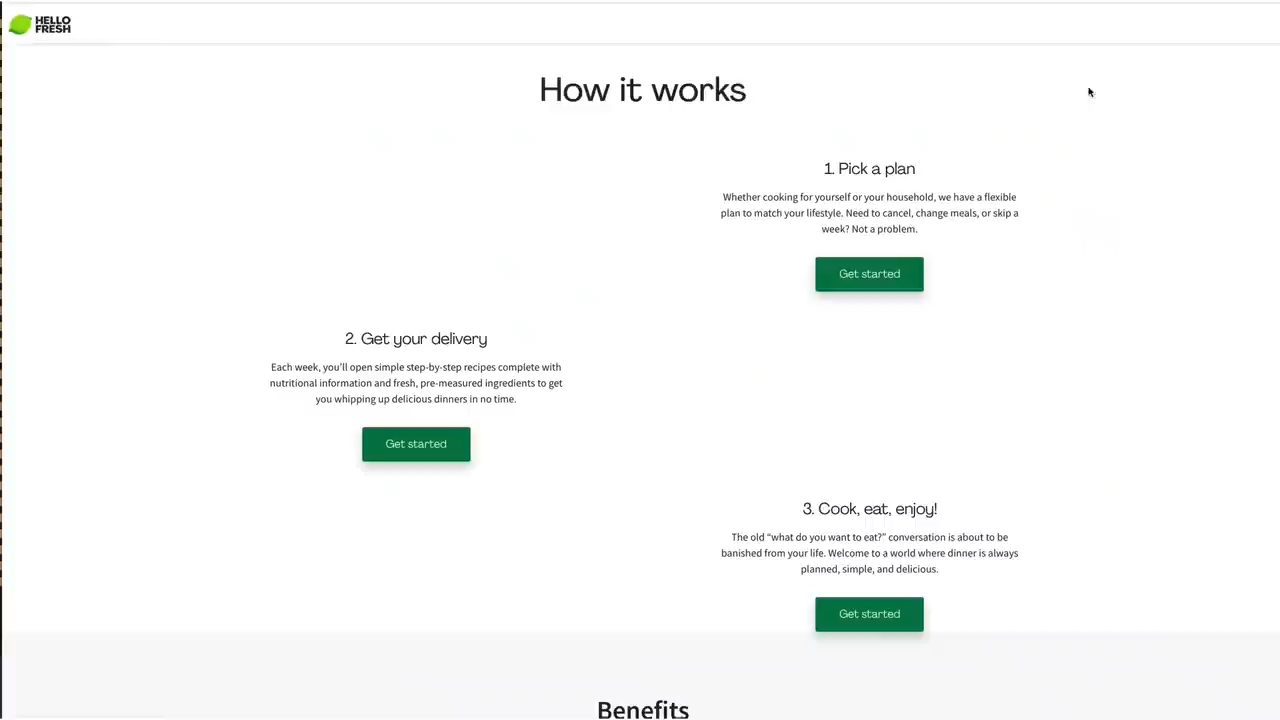 HELLO
FRESH
How it works
1. Pick a plan
Whether cooking for yourself or your household, we have a flexible
plan to match your lifestyle. Need to cancel, change meals, or skip a
week? Not a problem.
Get started
2. Get your delivery
Each week, you’ll open simple step-by-step recipes complete with
nutritional information and fresh, pre-measured ingredients to get
you whipping up delicious dinners in no time.
Get started
3. Cook, eat, enjoy!
The old “what do you want to eat?” conversation is about to be
banished from your life. Welcome to a world where dinner is always
planned, simple, and delicious.
Get started
Benefits